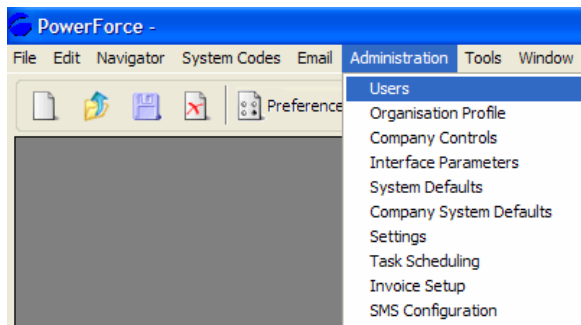 PowerForce -
File Edit Navigator System Codes Email Administration Tools Window
Preference
Users
Organisation Profile
Company Controls
Interface Parameters
System Defaults
Company System Defaults
Settings
Task Scheduling
Invoice Setup
SMS Configuration